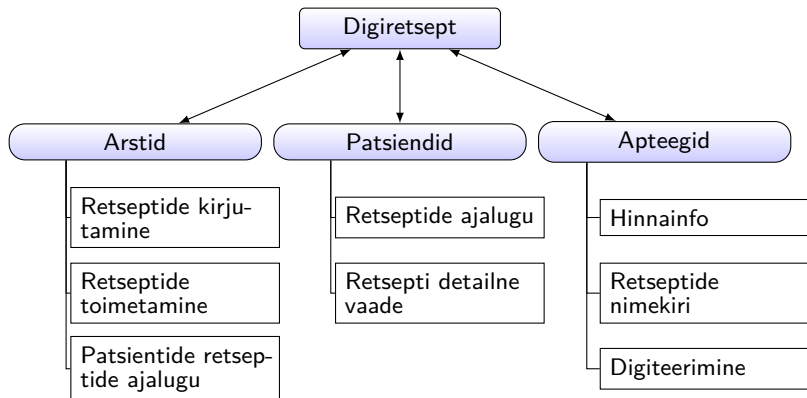 Digiretsept
Arstid
Patsiendid
Apteegid
Retseptide kirju-
tamine
Retseptide
toimetamine
Patsientide retsep-
tide ajalugu
Retseptide ajalugu
Retsepti detailne
vaade
Hinnainfo
Retseptide
nimekiri
Digiteerimine